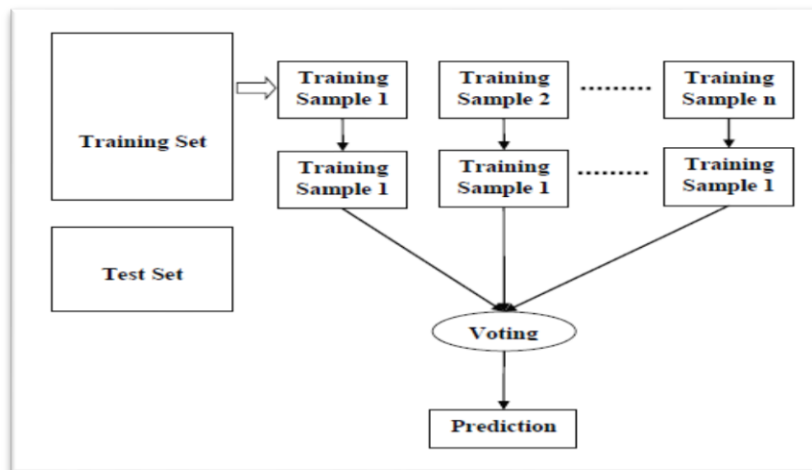 Training Set
Test Set
Training
Sample 1
Training
Sample 2
Training
Sample n
Training
Sample 1
Training
Sample 1
Training
Sample 1
Voting
Prediction